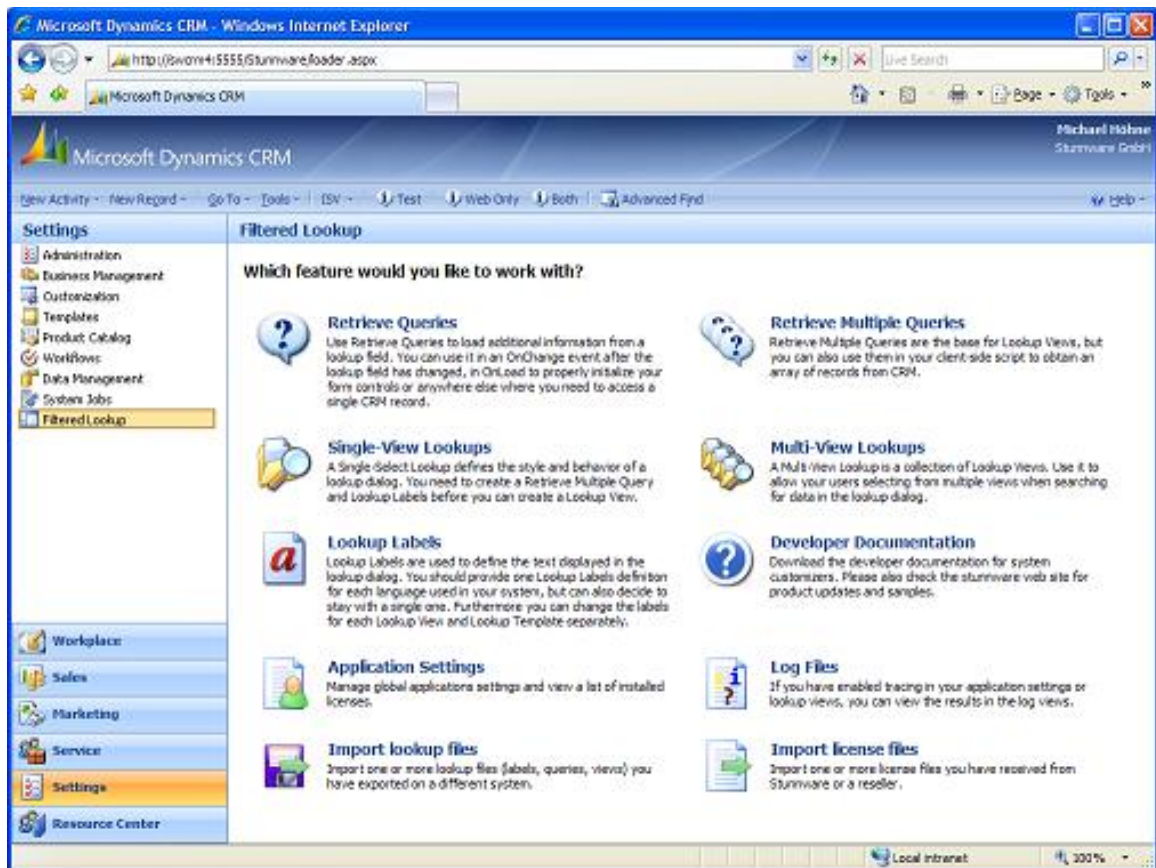 Microsoft Dynamics CRM - Windows Internet Explorer
Live Search
Microsoft Dynamics CRM
Page
Tools
Michael Höhne
Stunnware GmbH
Microsoft Dynamics CRM
New Activity New Record Go To Tools ISV Test Web Only Both Advanced Find Help
Settings
Filtered Lookup
Administration
Business Management
Customization
Templates
Product Catalog
Workflows
Data Management
System Jobs
Filtered Lookup
Which feature would you like to work with?
Retrieve Queries
Use Retrieve Queries to load additional information from a
lookup field. You can use it in an OnChange event after the
lookup field has changed, in OnLoad to properly initialize your
form controls or anywhere else where you need to access a
single CRM record.
Retrieve Multiple Queries
Retrieve Multiple Queries are the base for Lookup Views, but
you can also use them in your client-side script to obtain an
array of records from CRM.
Single-View Lookups
A Single-Select Lookup defines the style and behavior of a
lookup dialog. You need to create a Retrieve Multiple Query
and Lookup Labels before you can create a Lookup View.
Multi-View Lookups
A Multi-View Lookup is a collection of Lookup Views. Use it to
allow your users selecting from multiple views when searching
for data in the lookup dialog.
Lookup Labels
Lookup Labels are used to define the text displayed in the
lookup dialog. You should provide one Lookup Labels definition
for each language used in your system, but can also decide to
stay with a single one. Furthermore you can change the labels
for each Lookup View and Lookup Template separately.
Developer Documentation
Download the developer documentation for system
customizers. Please also check the stunnware web site for
product updates and samples.
Application Settings
Manage global applications settings and view a list of installed
licenses.
Log Files
If you have enabled tracing in your application settings or
lookup views, you can view the results in the log views.
Import lookup files
Import one or more lookup files (labels, queries, views) you
have exported on a different system.
Import license files
Import one or more license files you have received from
Stunnware or a reseller.
Workplace
Sales
Marketing
Service
Settings
Resource Center
Local intranet
100%